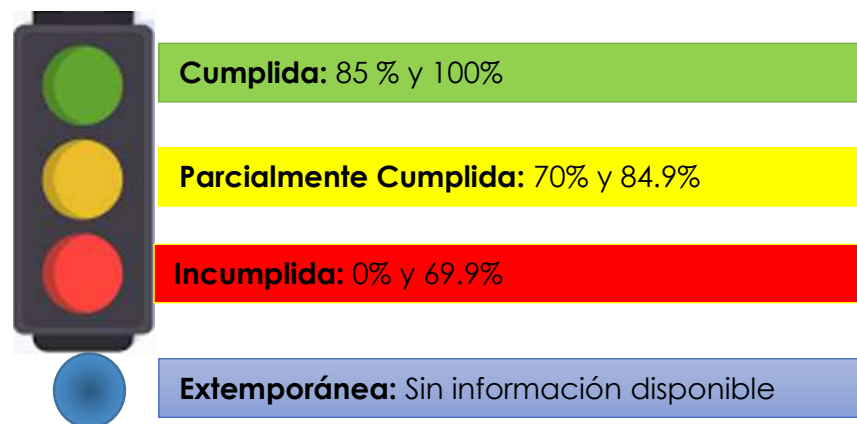 Cumplida: 85 % y 100%
Parcialmente Cumplida: 70% y 84.9%
Incumplida: 0% y 69.9%
Extemporánea: Sin información disponible